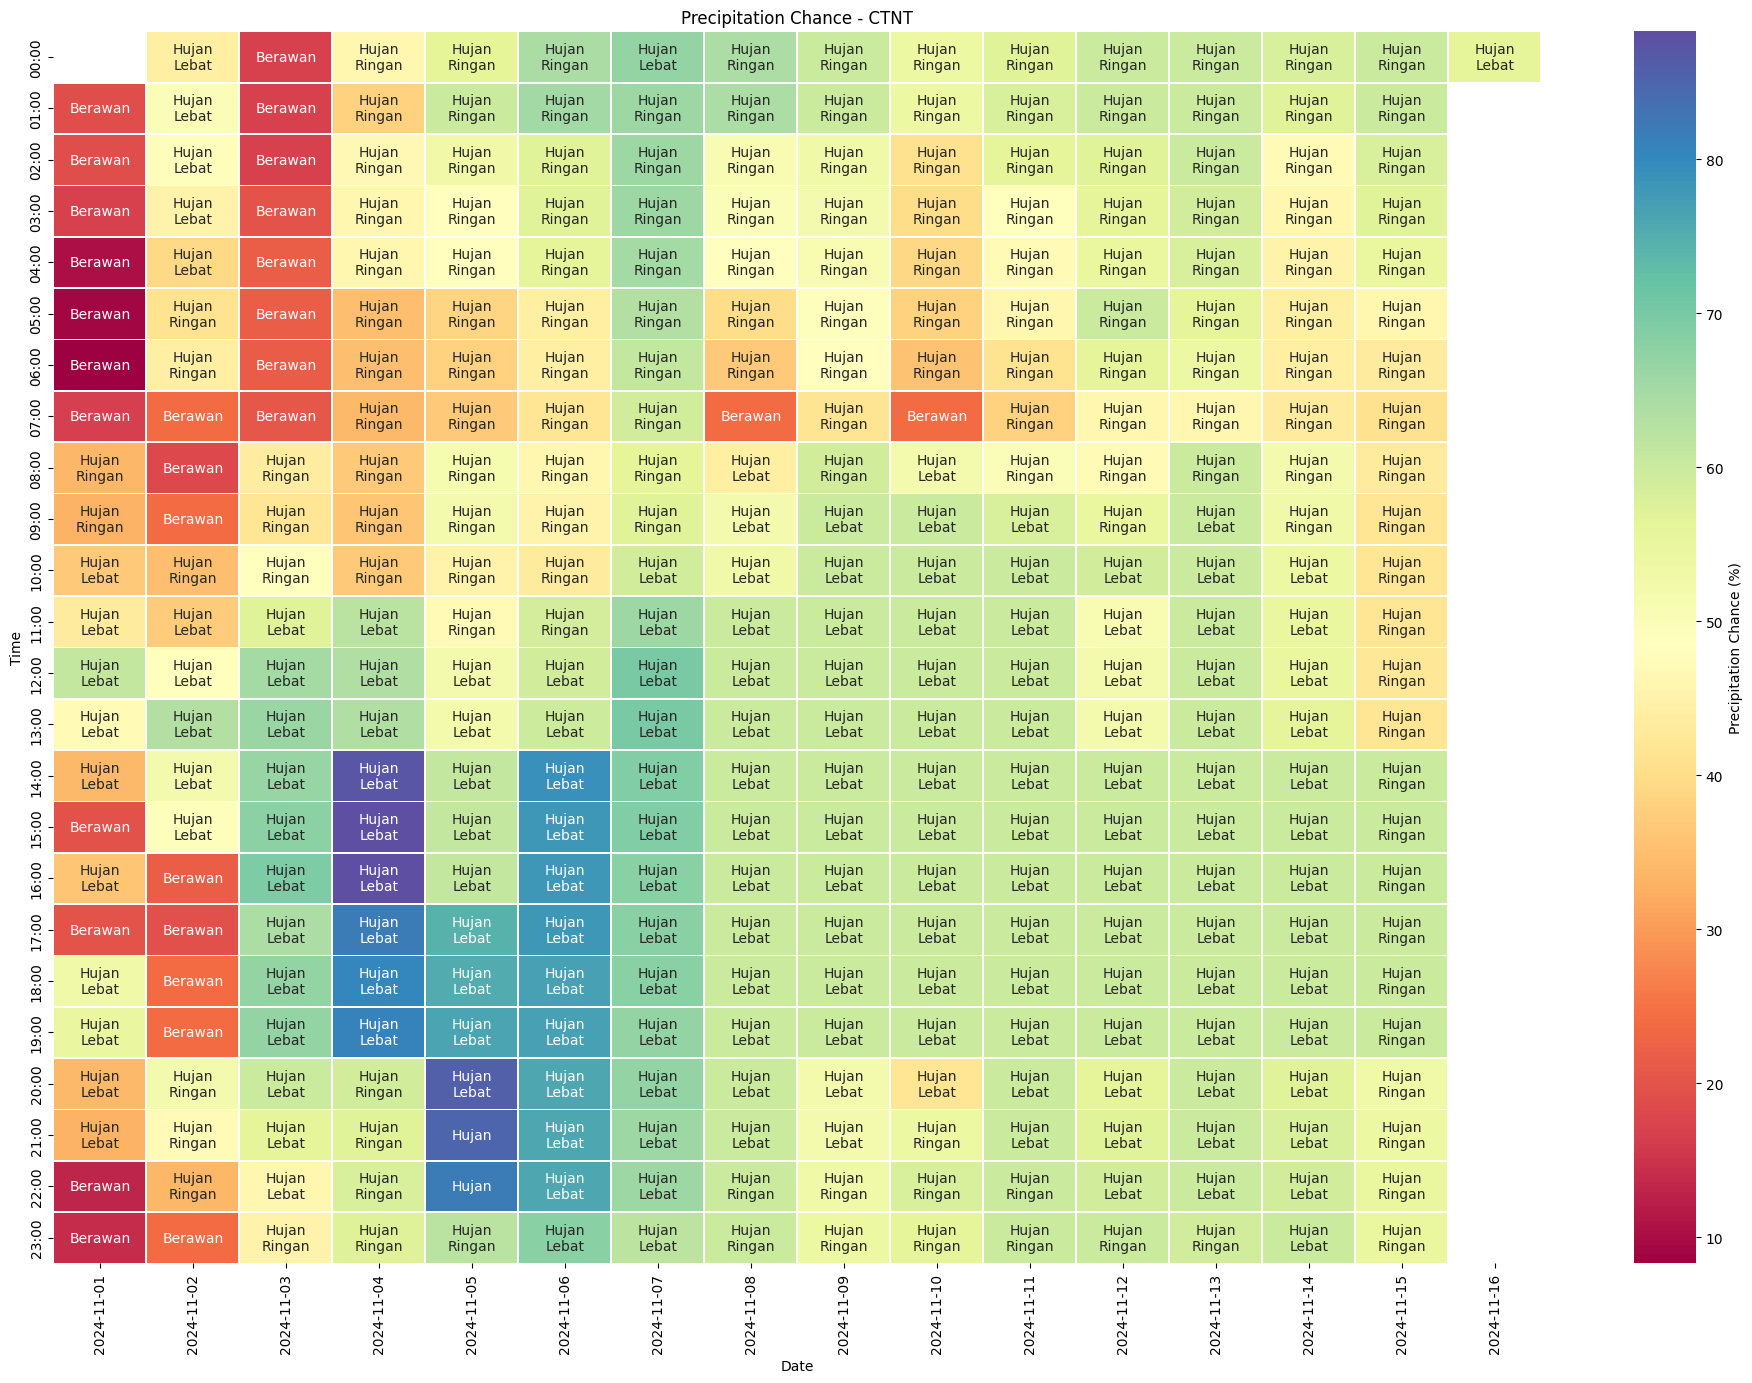 Precipitation Chance - CTNT
Hujan Hujan Hujan Hujan Hujan Hujan Hujan Hujan Hujan Hujan Hujan Hujan Hujan Hujan
00:00 Berawan
Lebat Ringan Ringan Ringan Lebat Ringan Ringan Ringan Ringan Ringan Ringan Ringan Ringan Lebat
Hujan Hujan Hujan Hujan Hujan Hujan Hujan Hujan Hujan Hujan Hujan Hujan Hujan
01:00 Berawan Berawan
Lebat Ringan Ringan Ringan Ringan Ringan Ringan Ringan Ringan Ringan Ringan Ringan Ringan
Hujan Hujan Hujan Hujan Hujan Hujan Hujan Hujan Hujan Hujan Hujan Hujan Hujan
02:00 Berawan Berawan
Lebat Ringan Ringan Ringan Ringan Ringan Ringan Ringan Ringan Ringan Ringan Ringan Ringan
Hujan Hujan Hujan Hujan Hujan Hujan Hujan Hujan Hujan Hujan Hujan Hujan Hujan
03:00 Berawan Berawan
Lebat Ringan Ringan Ringan Ringan Ringan Ringan Ringan Ringan Ringan Ringan Ringan Ringan
Hujan Hujan Hujan Hujan Hujan Hujan Hujan Hujan Hujan Hujan Hujan Hujan Hujan
04:00 Berawan Berawan
Lebat Ringan Ringan Ringan Ringan Ringan Ringan Ringan Ringan Ringan Ringan Ringan Ringan
Hujan Hujan Hujan Hujan Hujan Hujan Hujan Hujan Hujan Hujan Hujan Hujan Hujan
05:00 Berawan Berawan
Ringan Ringan Ringan Ringan Ringan Ringan Ringan Ringan Ringan Ringan Ringan Ringan Ringan
Hujan Hujan Hujan Hujan Hujan Hujan Hujan Hujan Hujan Hujan Hujan Hujan Hujan
06:00 Berawan Berawan
Ringan Ringan Ringan Ringan Ringan Ringan Ringan Ringan Ringan Ringan Ringan Ringan Ringan
Hujan Hujan Hujan Hujan Hujan Hujan Hujan Hujan Hujan Hujan
07:00 Berawan Berawan Berawan Berawan Berawan
Ringan Ringan Ringan Ringan Ringan Ringan Ringan Ringan Ringan Ringan
Hujan Hujan Hujan Hujan Hujan Hujan Hujan Hujan Hujan Hujan Hujan Hujan Hujan Hujan
08:00 Berawan
Ringan Ringan Ringan Ringan Ringan Ringan Lebat Ringan Lebat Ringan Ringan Ringan Ringan Ringan
Hujan Hujan Hujan Hujan Hujan Hujan Hujan Hujan Hujan Hujan Hujan Hujan Hujan Hujan
09:00 Berawan
Ringan Ringan Ringan Ringan Ringan Ringan Lebat Lebat Lebat Lebat Ringan Lebat Ringan Ringan
Hujan Hujan Hujan Hujan Hujan Hujan Hujan Hujan Hujan Hujan Hujan Hujan Hujan Hujan Hujan
10:00
Lebat Ringan Ringan Ringan Ringan Ringan Lebat Lebat Lebat Lebat Lebat Lebat Lebat Lebat Ringan
Hujan Hujan Hujan Hujan Hujan Hujan Hujan Hujan Hujan Hujan Hujan Hujan Hujan Hujan Hujan
11:00
Lebat Lebat Lebat Lebat Ringan Ringan Lebat Lebat Lebat Lebat Lebat Lebat Lebat Lebat Ringan
Hujan Hujan Hujan Hujan Hujan Hujan Hujan Hujan Hujan Hujan Hujan Hujan Hujan Hujan Hujan
12:00
Lebat Lebat Lebat Lebat Lebat Lebat Lebat Lebat Lebat Lebat Lebat Lebat Lebat Lebat Ringan
Hujan Hujan Hujan Hujan Hujan Hujan Hujan Hujan Hujan Hujan Hujan Hujan Hujan Hujan Hujan
13:00
Lebat Lebat Lebat Lebat Lebat Lebat Lebat Lebat Lebat Lebat Lebat Lebat Lebat Lebat Ringan
Hujan Hujan Hujan Hujan Hujan Hujan Hujan Hujan Hujan Hujan Hujan Hujan Hujan Hujan Hujan
14:00
Lebat Lebat Lebat Lebat Lebat Lebat Lebat Lebat Lebat Lebat Lebat Lebat Lebat Lebat Ringan
Hujan Hujan Hujan Hujan Hujan Hujan Hujan Hujan Hujan Hujan Hujan Hujan Hujan Hujan
15:00 Berawan
Lebat Lebat Lebat Lebat Lebat Lebat Lebat Lebat Lebat Lebat Lebat Lebat Lebat Ringan
Hujan Hujan Hujan Hujan Hujan Hujan Hujan Hujan Hujan Hujan Hujan Hujan Hujan Hujan
16:00 Berawan
Lebat Lebat Lebat Lebat Lebat Lebat Lebat Lebat Lebat Lebat Lebat Lebat Lebat Ringan
Hujan Hujan Hujan Hujan Hujan Hujan Hujan Hujan Hujan Hujan Hujan Hujan Hujan
17:00 Berawan Berawan
Lebat Lebat Lebat Lebat Lebat Lebat Lebat Lebat Lebat Lebat Lebat Lebat Ringan
Hujan Hujan Hujan Hujan Hujan Hujan Hujan Hujan Hujan Hujan Hujan Hujan Hujan Hujan
18:00 Berawan
Lebat Lebat Lebat Lebat Lebat Lebat Lebat Lebat Lebat Lebat Lebat Lebat Lebat Ringan
Hujan Hujan Hujan Hujan Hujan Hujan Hujan Hujan Hujan Hujan Hujan Hujan Hujan Hujan
19:00 Berawan
Lebat Lebat Lebat Lebat Lebat Lebat Lebat Lebat Lebat Lebat Lebat Lebat Lebat Ringan
Hujan Hujan Hujan Hujan Hujan Hujan Hujan Hujan Hujan Hujan Hujan Hujan Hujan Hujan Hujan
20:00
Lebat Ringan Lebat Ringan Lebat Lebat Lebat Lebat Lebat Lebat Lebat Lebat Lebat Lebat Ringan
Hujan Hujan Hujan Hujan Hujan Hujan Hujan Hujan Hujan Hujan Hujan Hujan Hujan Hujan
21:00 Hujan
Lebat Ringan Lebat Ringan Lebat Lebat Lebat Lebat Ringan Lebat Lebat Lebat Lebat Ringan
Hujan Hujan Hujan Hujan Hujan Hujan Hujan Hujan Hujan Hujan Hujan Hujan Hujan
22:00 Berawan Hujan
Ringan Lebat Ringan Lebat Lebat Ringan Ringan Ringan Ringan Lebat Lebat Lebat Ringan
Hujan Hujan Hujan Hujan Hujan Hujan Hujan Hujan Hujan Hujan Hujan Hujan Hujan
23:00 Berawan Berawan
Ringan Ringan Ringan Lebat Lebat Ringan Ringan Ringan Ringan Ringan Ringan Lebat Ringan
Time
2024-11-01 2024-11-02 2024-11-03 2024-11-04 2024-11-05 2024-11-06 2024-11-07 2024-11-08 2024-11-09 2024-11-10 2024-11-11 2024-11-12 2024-11-13 2024-11-14 2024-11-15 2024-11-16
Date
80
70
60
50
40
30
20
10
Precipitation Chance (%)